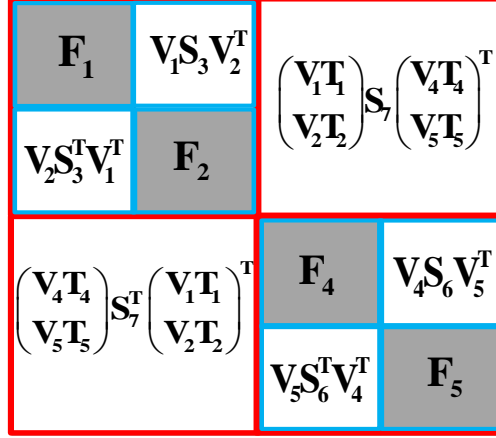 F₁ V₁S₃V₂ᵀ
(V₁T₁ V₂T₂) S₇ (V₄T₄ V₅T₅)ᵀ
V₂S₃ᵀV₁ᵀ F₂
F₄ V₄S₆V₅ᵀ
(V₄T₄ V₅T₅) S₇ᵀ (V₁T₁ V₂T₂)ᵀ
V₅S₆ᵀV₄ᵀ F₅